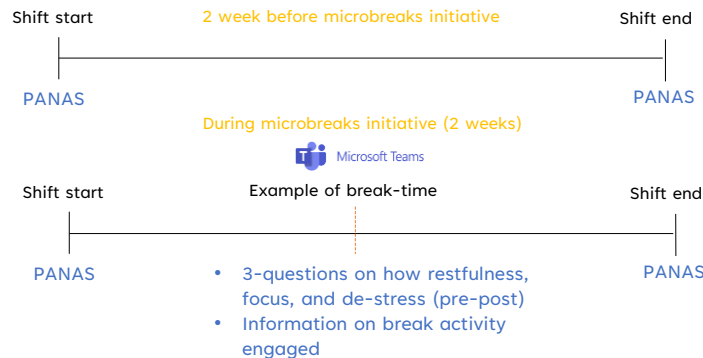 Shift start
2 week before microbreaks initiative
Shift end
PANAS
PANAS
During microbreaks initiative (2 weeks)
Microsoft Teams
Shift start
Example of break-time
Shift end
PANAS
PANAS
• 3-questions on how restfulness,
focus, and de-stress (pre-post)
• Information on break activity
engaged